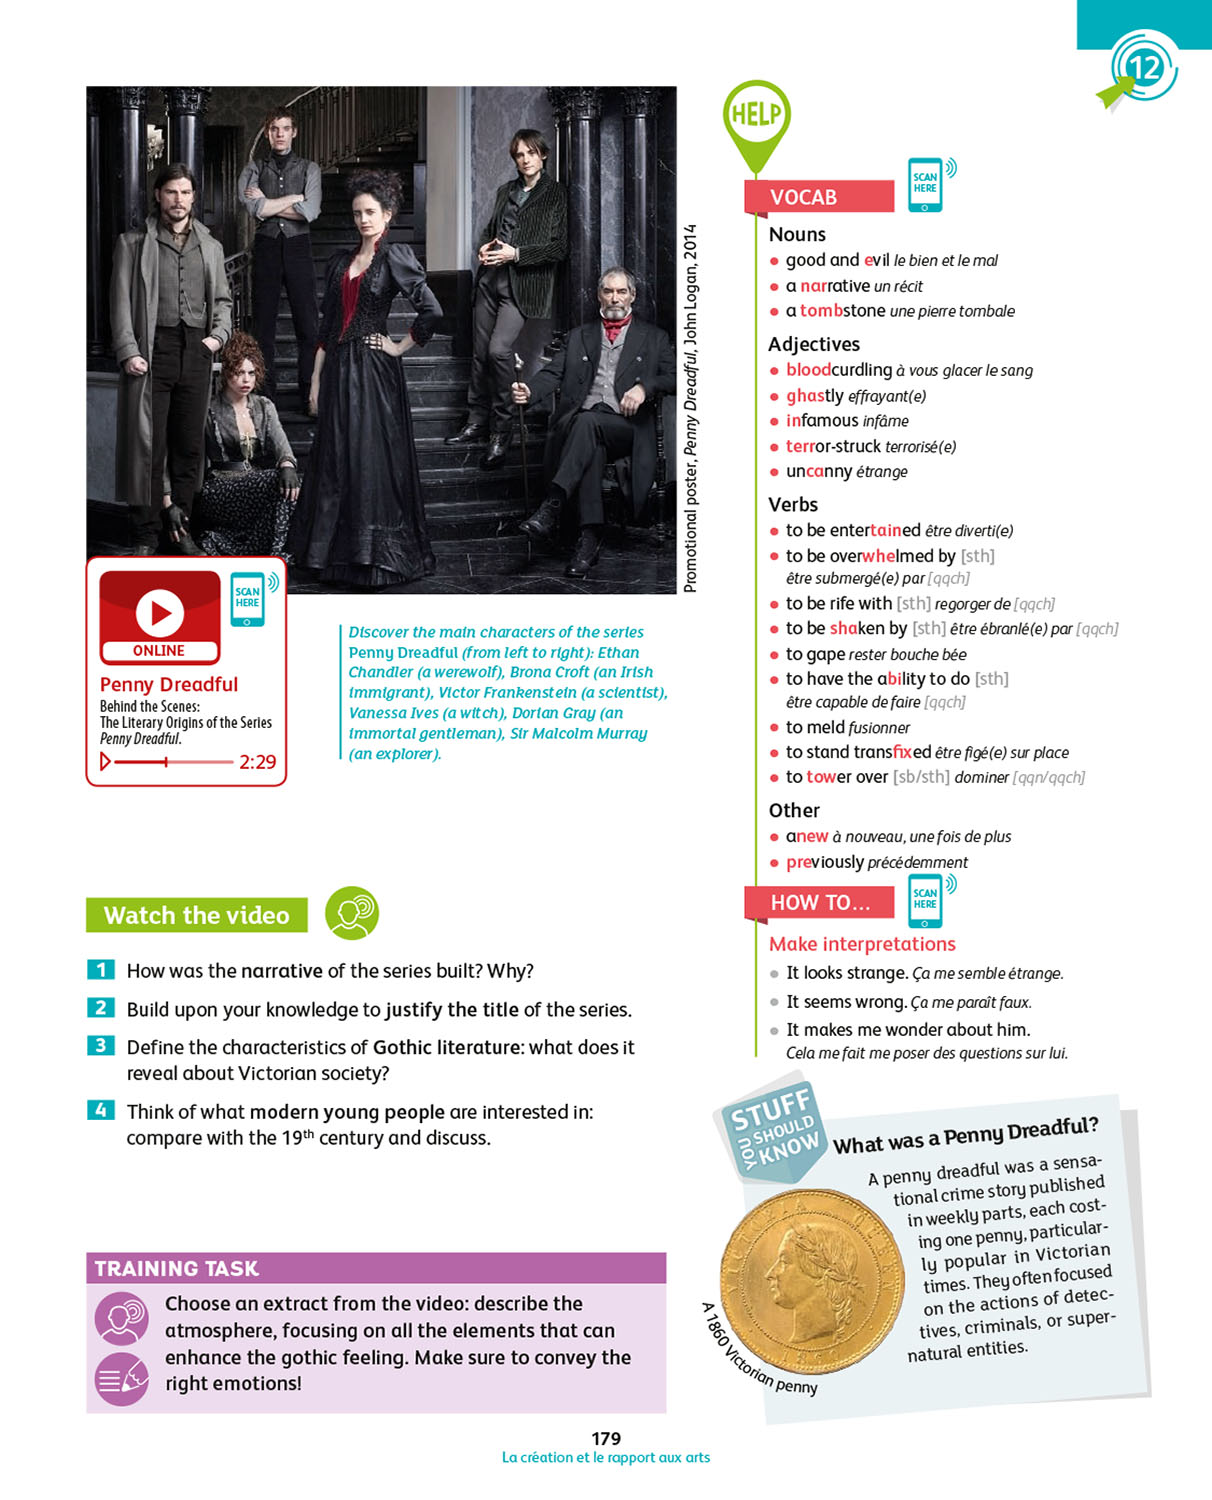 12
Promotional poster, Penny Dreadful, John Logan, 2014
ONLINE
SCAN
HERE
Penny Dreadful
Behind the Scenes:
The Literary Origins of the Series
Penny Dreadful.
2:29
Discover the main characters of the series
Penny Dreadful (from left to right): Ethan
Chandler (a werewolf), Brona Croft (an Irish
immigrant), Victor Frankenstein (a scientist),
Vanessa Ives (a witch), Dorian Gray (an
immortal gentleman), Sir Malcolm Murray
(an explorer).
Watch the video
1 How was the narrative of the series built? Why?
2 Build upon your knowledge to justify the title of the series.
3 Define the characteristics of Gothic literature: what does it
reveal about Victorian society?
4 Think of what modern young people are interested in:
compare with the 19th century and discuss.
TRAINING TASK
Choose an extract from the video: describe the
atmosphere, focusing on all the elements that can
enhance the gothic feeling. Make sure to convey the
right emotions!
HELP
VOCAB
SCAN
HERE
Nouns
• good and evil le bien et le mal
• a narrative un récit
• a tombstone une pierre tombale
Adjectives
• bloodcurdling à vous glacer le sang
• ghastly effrayant(e)
• infamous infâme
• terror-struck terrorisé(e)
• uncanny étrange
Verbs
• to be entertained être diverti(e)
• to be overwhelmed by [sth]
être submergé(e) par [qqch]
• to be rife with [sth] regorger de [qqch]
• to be shaken by [sth] être ébranlé(e) par [qqch]
• to gape rester bouche bée
• to have the ability to do [sth]
être capable de faire [qqch]
• to meld fusionner
• to stand transfixed être figé(e) sur place
• to tower over [sb/sth] dominer [qqn/qqch]
Other
• anew à nouveau, une fois de plus
• previously précédemment
HOW TO...
SCAN
HERE
Make interpretations
• It looks strange. Ça me semble étrange.
• It seems wrong. Ça me paraît faux.
• It makes me wonder about him.
Cela me fait me poser des questions sur lui.
STUFF
YOU SHOULD
KNOW
What was a Penny Dreadful?
A penny dreadful was a sensa-
tional crime story published
in weekly parts, each cost-
ing one penny, particular-
ly popular in Victorian
times. They often focused
on the actions of detec-
tives, criminals, or super-
natural entities.
A 1860 Victorian penny
179
La création et le rapport aux arts